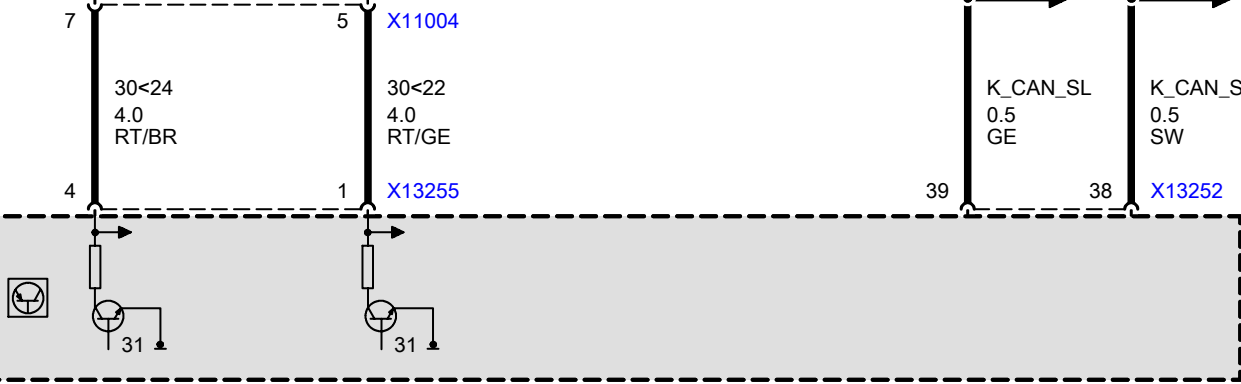 7
5 X11004
30<24
4.0
RT/BR
30<22
4.0
RT/GE
K_CAN_SL
0.5
GE
K_CAN_S
0.5
SW
4
1 X13255
39
38 X13252
31
31